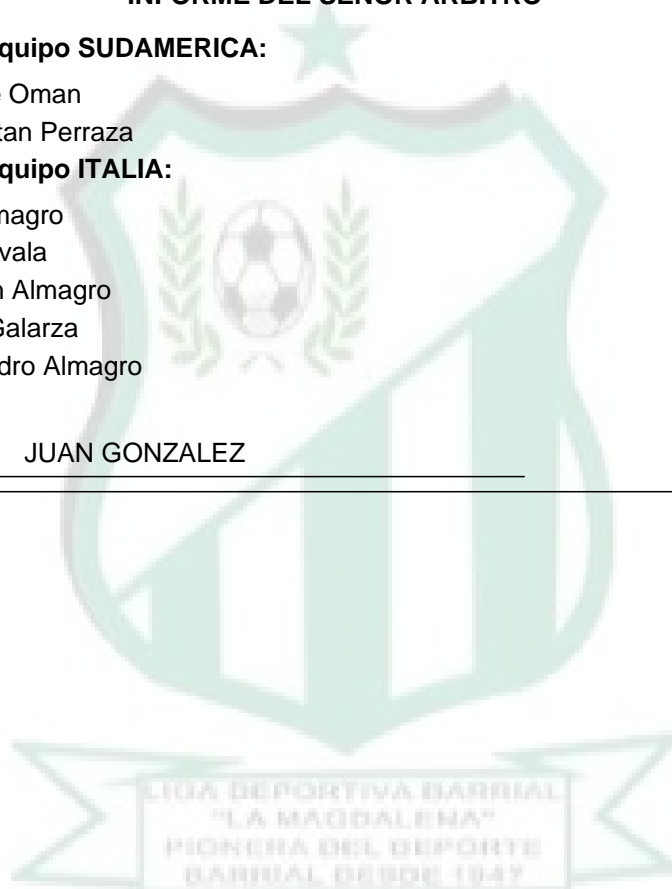 INFORME DEL SEÑOR ARBITRO
quipo SUDAMERICA:
Oman
tan Perraza
quipo ITALIA:
magro
vala
n Almagro
Galarza
dro Almagro
JUAN GONZALEZ
LIGA DEPORTIVA BARRIAL
"LA MAGDALENA"
PIONERA DEL DEPORTE
BARRIAL DESDE 1947